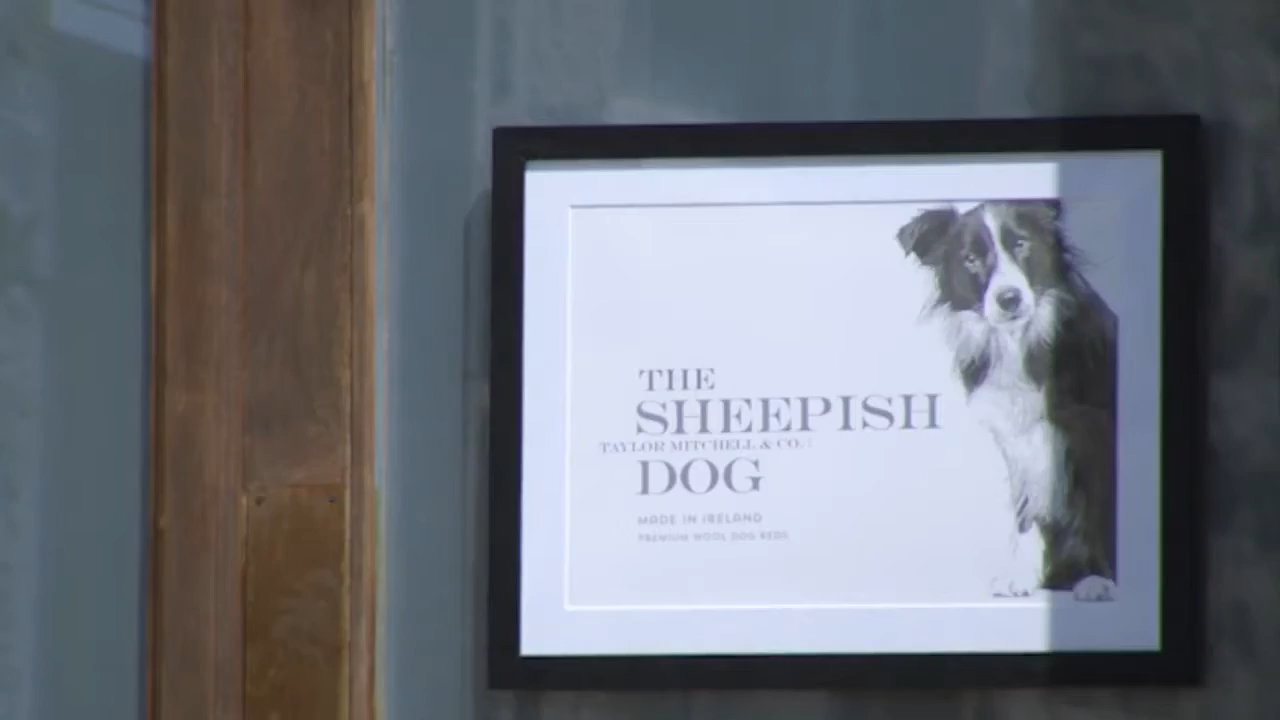 THE
SHEEPISH
TAYLOR MITCHELL & CO.
DOG
MADE IN IRELAND
PREMIUM WOOL DOG BEDS